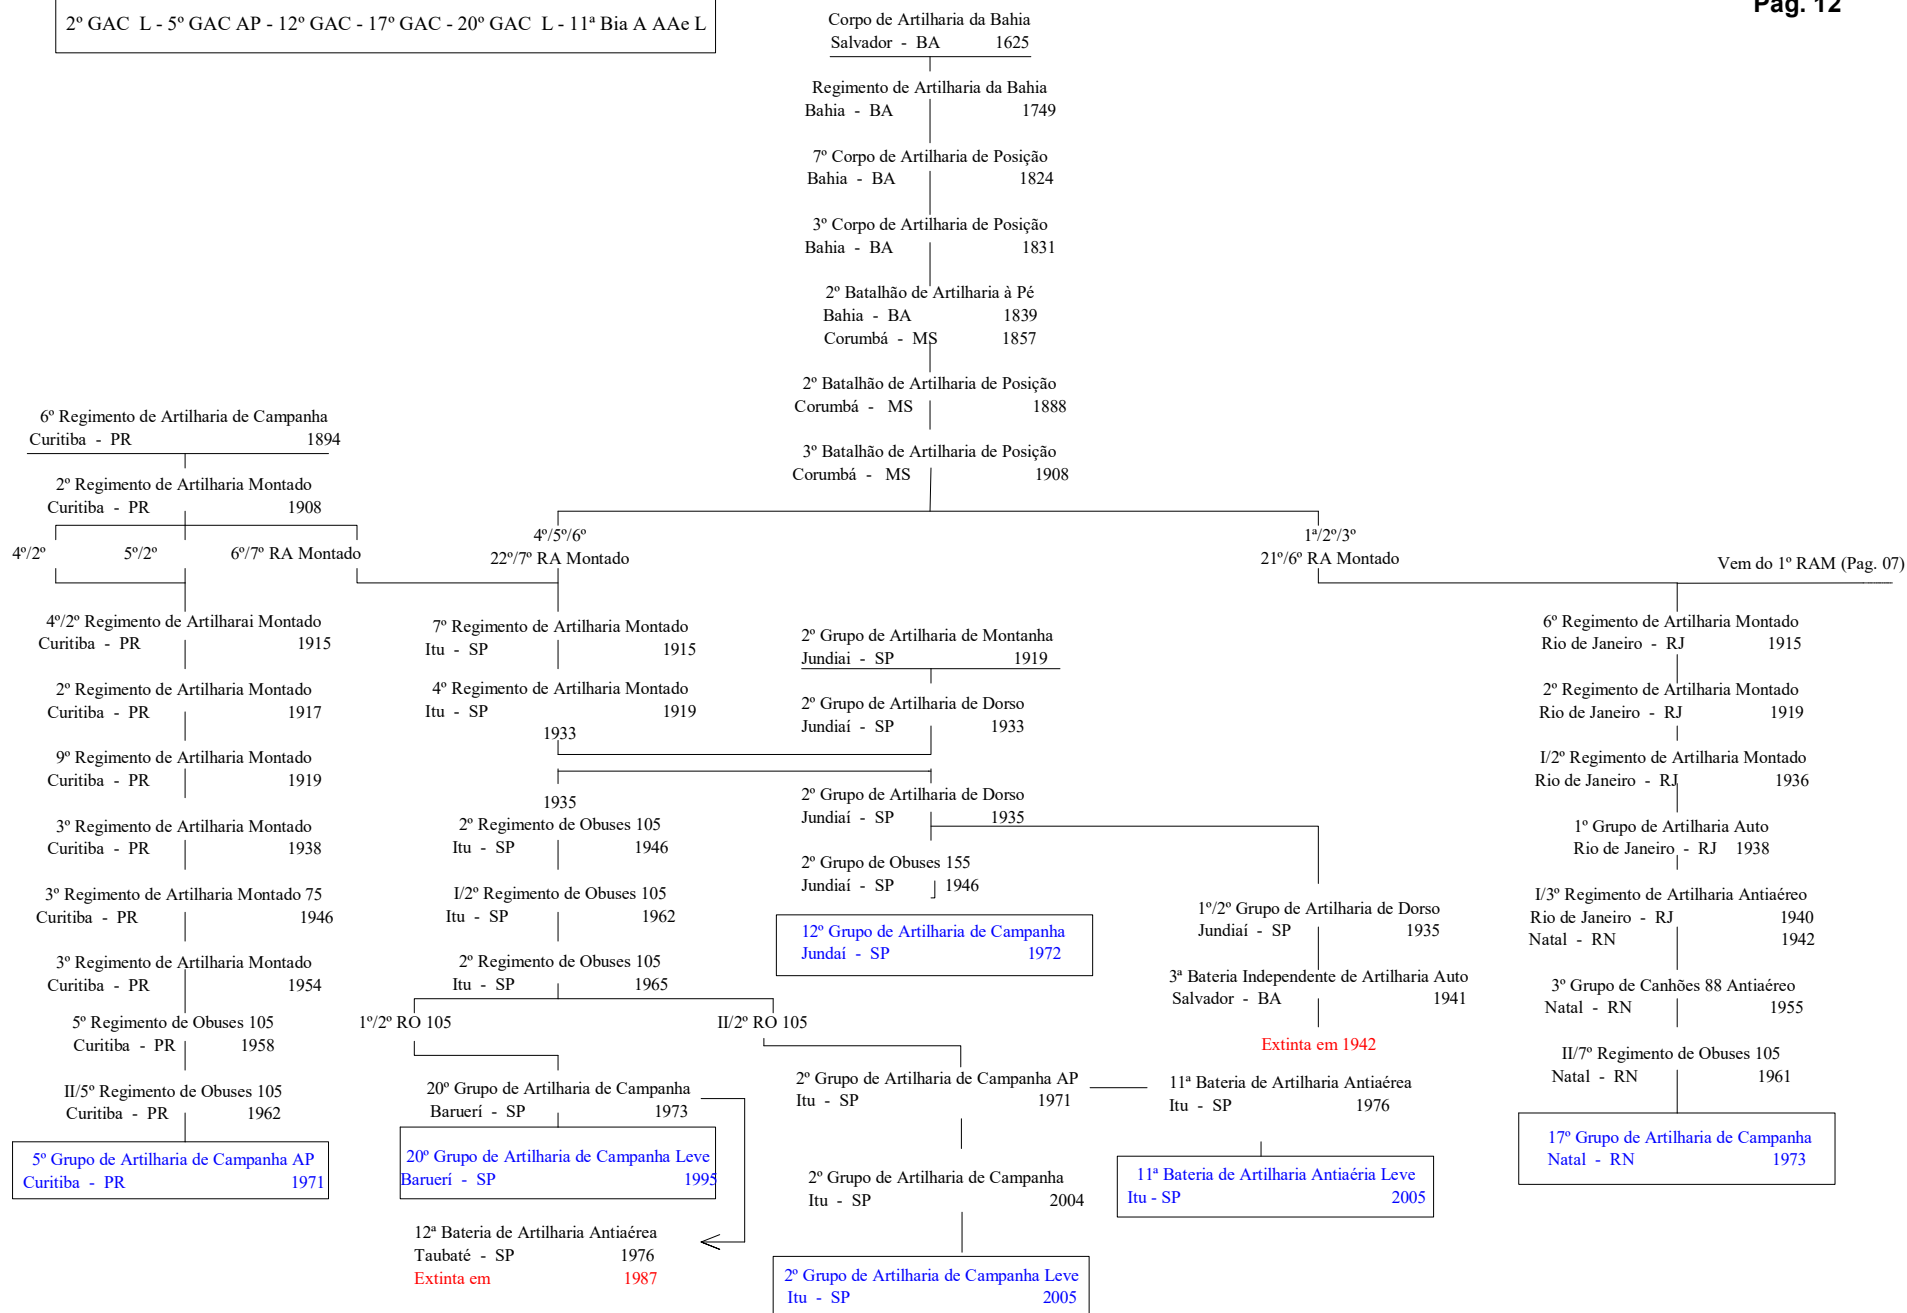 Pag. 12
2º GAC L - 5º GAC AP - 12º GAC - 17º GAC - 20º GAC L - 11ª Bia A AAe L
Corpo de Artilharia da Bahia
Salvador - BA 1625
Regimento de Artilharia da Bahia
Bahia - BA 1749
7º Corpo de Artilharia de Posição
Bahia - BA 1824
3º Corpo de Artilharia de Posição
Bahia - BA 1831
2º Batalhão de Artilharia à Pé
Bahia - BA 1839
Corumbá - MS 1857
2º Batalhão de Artilharia de Posição
Corumbá - MS 1888
3º Batalhão de Artilharia de Posição
Corumbá - MS 1908
6º Regimento de Artilharia de Campanha
Curitiba - PR 1894
2º Regimento de Artilharia Montado
Curitiba - PR 1908
4º/2º 5º/2º 6º/7º RA Montado
4º/5º/6º
22º/7º RA Montado
1ª/2º/3º
21º/6º RA Montado
Vem do 1º RAM (Pag. 07)
4º/2º Regimento de Artilharai Montado
Curitiba - PR 1915
2º Regimento de Artilharia Montado
Curitiba - PR 1917
9º Regimento de Artilharia Montado
Curitiba - PR 1919
3º Regimento de Artilharia Montado
Curitiba - PR 1938
3º Regimento de Artilharia Montado 75
Curitiba - PR 1946
3º Regimento de Artilharia Montado
Curitiba - PR 1954
5º Regimento de Obuses 105
Curitiba - PR 1958
II/5º Regimento de Obuses 105
Curitiba - PR 1962
5º Grupo de Artilharia de Campanha AP
Curitiba - PR 1971
7º Regimento de Artilharia Montado
Itu - SP 1915
4º Regimento de Artilharia Montado
Itu - SP 1919
1933
1935
2º Regimento de Obuses 105
Itu - SP 1946
I/2º Regimento de Obuses 105
Itu - SP 1962
2º Regimento de Obuses 105
Itu - SP 1965
1º/2º RO 105
II/2º RO 105
20º Grupo de Artilharia de Campanha
Baruerí - SP 1973
20º Grupo de Artilharia de Campanha Leve
Baruerí - SP 1995
12ª Bateria de Artilharia Antiaérea
Taubaté - SP 1976
Extinta em 1987
2º Grupo de Artilharia de Montanha
Jundiai - SP 1919
2º Grupo de Artilharia de Dorso
Jundiaí - SP 1933
2º Grupo de Artilharia de Dorso
Jundiaí - SP 1935
2º Grupo de Obuses 155
Jundiaí - SP 1946
12º Grupo de Artilharia de Campanha
Jundaí - SP 1972
2º Grupo de Artilharia de Campanha AP
Itu - SP 1971
2º Grupo de Artilharia de Campanha
Itu - SP 2004
2º Grupo de Artilharia de Campanha Leve
Itu - SP 2005
1º/2º Grupo de Artilharia de Dorso
Jundiaí - SP 1935
3ª Bateria Independente de Artilharia Auto
Salvador - BA 1941
Extinta em 1942
11ª Bateria de Artilharia Antiaérea
Itu - SP 1976
11ª Bateria de Artilharia Antiaéria Leve
Itu - SP 2005
6º Regimento de Artilharia Montado
Rio de Janeiro - RJ 1915
2º Regimento de Artilharia Montado
Rio de Janeiro - RJ 1919
I/2º Regimento de Artilharia Montado
Rio de Janeiro - RJ 1936
1º Grupo de Artilharia Auto
Rio de Janeiro - RJ 1938
I/3º Regimento de Artilharia Antiaéreo
Rio de Janeiro - RJ 1940
Natal - RN 1942
3º Grupo de Canhões 88 Antiaéreo
Natal - RN 1955
II/7º Regimento de Obuses 105
Natal - RN 1961
17º Grupo de Artilharia de Campanha
Natal - RN 1973